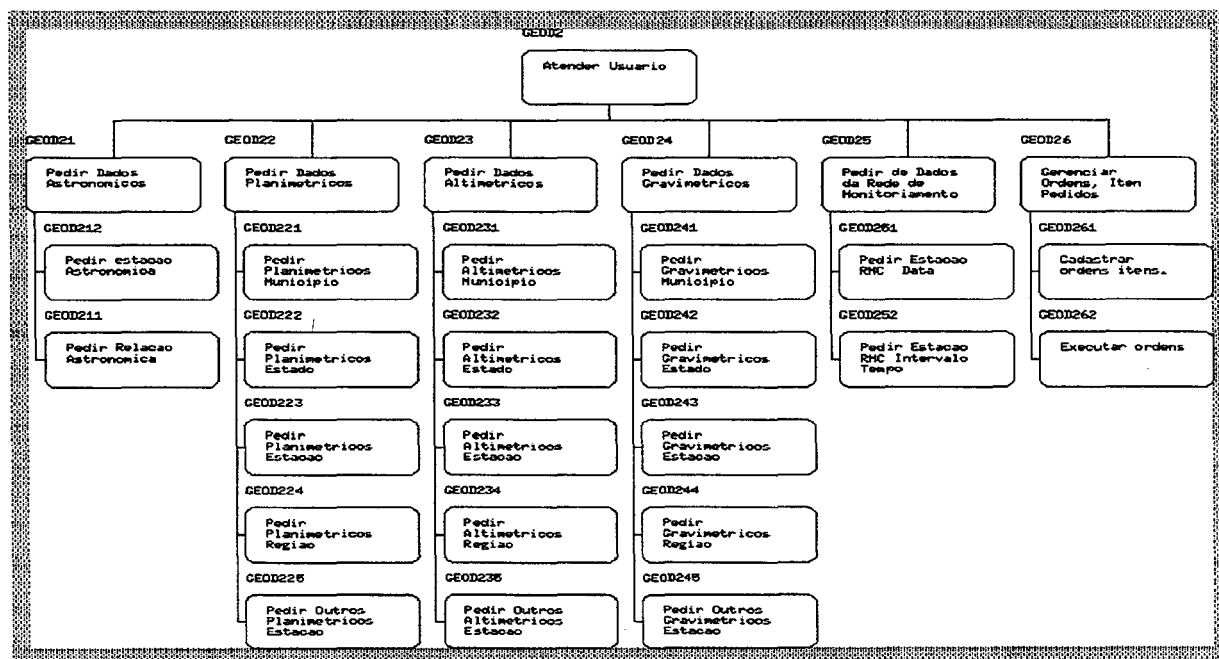 GEOD2
Atender Usuario
GEOD21
Pedir Dados
Astronomicos
GEOD212
Pedir estacao
Astronomica
GEOD211
Pedir Relacao
Astronomica
GEOD22
Pedir Dados
Planimetricos
GEOD221
Pedir
Planimetricos
Municipio
GEOD222
Pedir
Planimetricos
Estado
GEOD223
Pedir
Planimetricos
Estacao
GEOD224
Pedir
Planimetricos
Regiao
GEOD225
Pedir Outros
Planimetricos
Estacao
GEOD23
Pedir Dados
Altimetricos
GEOD231
Pedir
Altimetricos
Municipio
GEOD232
Pedir
Altimetricos
Estado
GEOD233
Pedir
Altimetricos
Estacao
GEOD234
Pedir
Altimetricos
Regiao
GEOD235
Pedir Outros
Altimetricos
Estacao
GEOD24
Pedir Dados
Gravimetricos
GEOD241
Pedir
Gravimetricos
Municipio
GEOD242
Pedir
Gravimetricos
Estado
GEOD243
Pedir
Gravimetricos
Estacao
GEOD244
Pedir
Gravimetricos
Regiao
GEOD245
Pedir Outros
Gravimetricos
Estacao
GEOD25
Pedir de Dados
da Rede de
Monitoriamento
GEOD251
Pedir Estacao
RMC Data
GEOD252
Pedir Estacao
RMC Intervalo
Tempo
GEOD26
Gerenciar
Ordens, Iten
Pedidos
GEOD261
Cadastrar
ordens itens.
GEOD262
Executar ordens